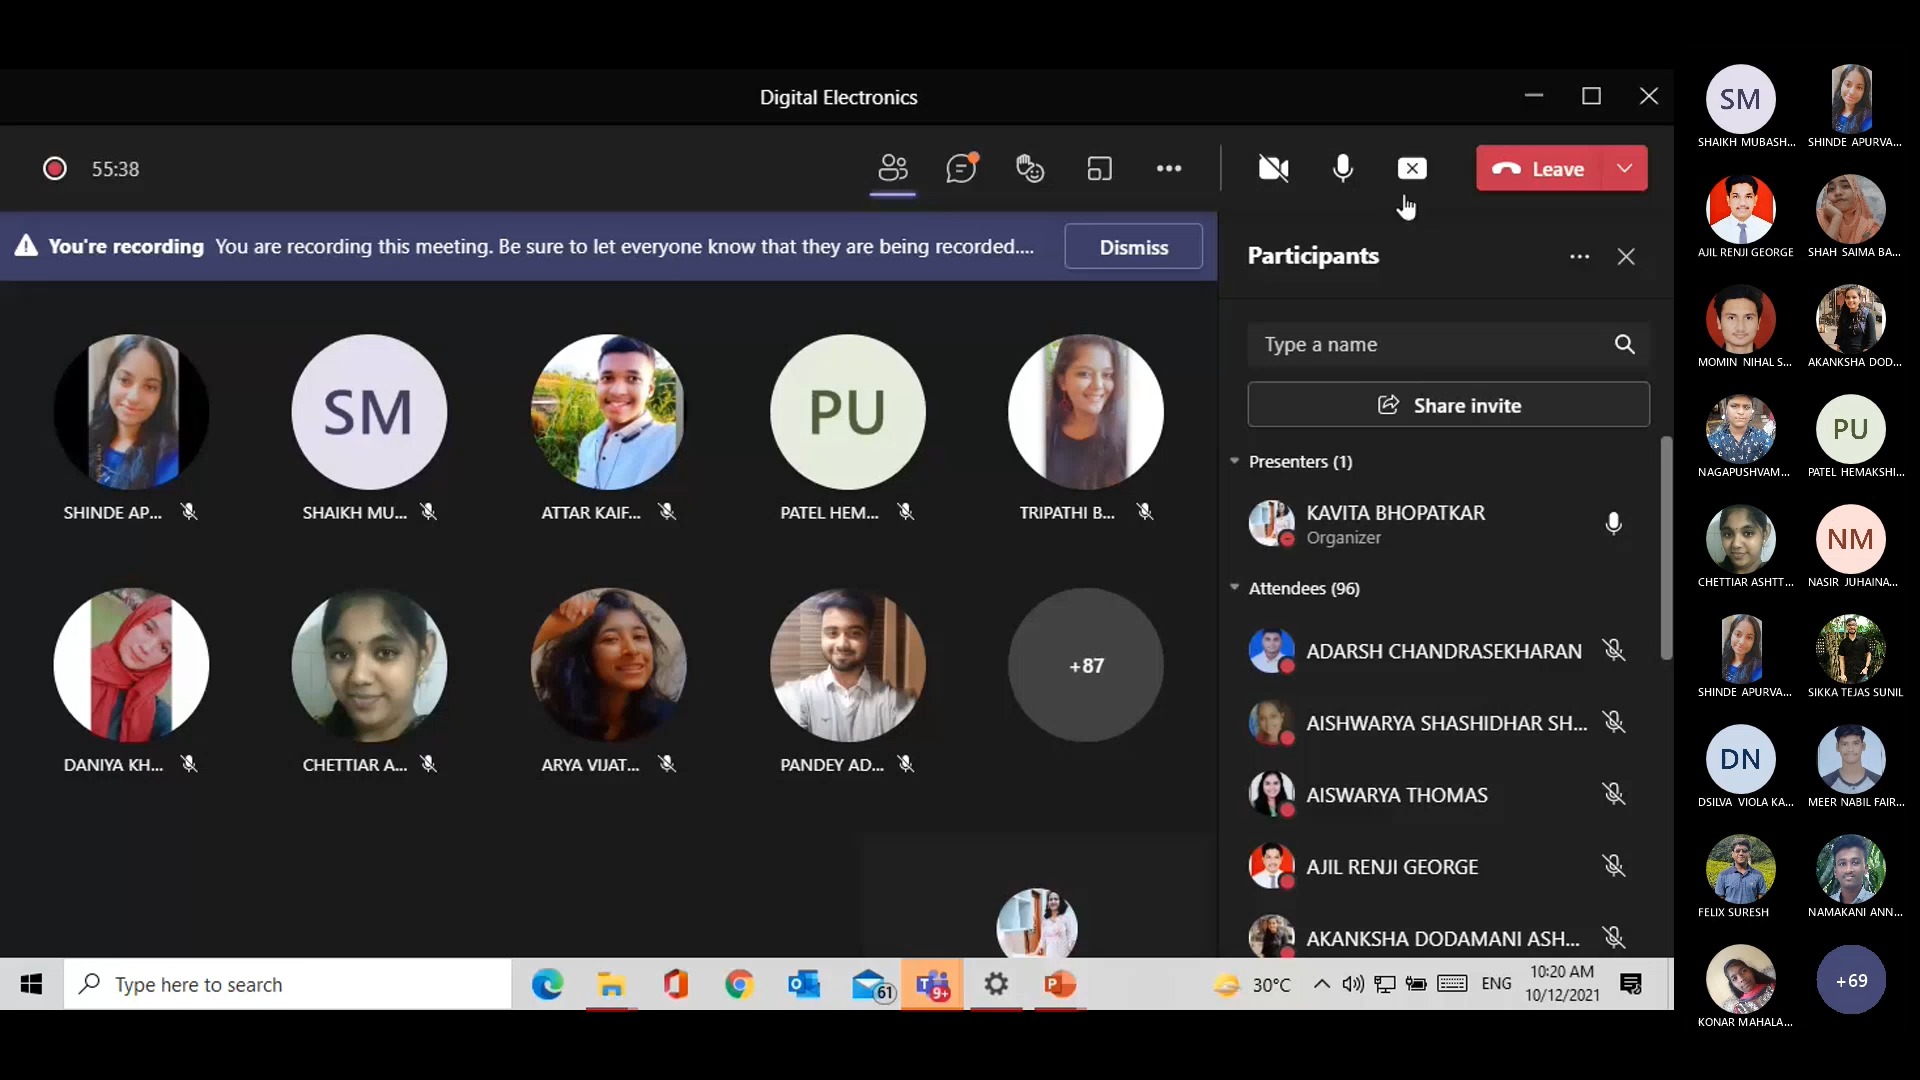 Digital Electronics
55:38
Leave
You're recording You are recording this meeting. Be sure to let everyone know that they are being recorded....
Dismiss
SHINDE AP...
SM
SHAIKH MU...
ATTAR KAIF...
PU
PATEL HEM...
TRIPATHI B...
DANIYA KH...
CHETTIAR A...
ARYA VIJAT...
PANDEY AD...
+87
Participants
Type a name
Share invite
Presenters (1)
KAVITA BHOPATKAR
Organizer
Attendees (96)
ADARSH CHANDRASEKHARAN
AISHWARYA SHASHIDHAR SH...
AISWARYA THOMAS
AJIL RENJI GEORGE
AKANKSHA DODAMANI ASH...
SM
SHAIKH MUBASH...
SHINDE APURVA...
AJIL RENJI GEORGE
SHAH SAIMA BA...
MOMIN NIHAL S...
AKANKSHA DOD...
NAGAPUSHVAM...
PU
PATEL HEMAKSHI...
CHETTIAR ASHTT...
NM
NASIR JUHAINA...
SHINDE APURVA...
SIKKA TEJAS SUNIL
DN
DSILVA VIOLA KA...
MEER NABIL FAIR...
FELIX SURESH
NAMAKANI ANN...
KONAR MAHALA...
+69
Type here to search
61
9+
30°C
ENG
10:20 AM
10/12/2021